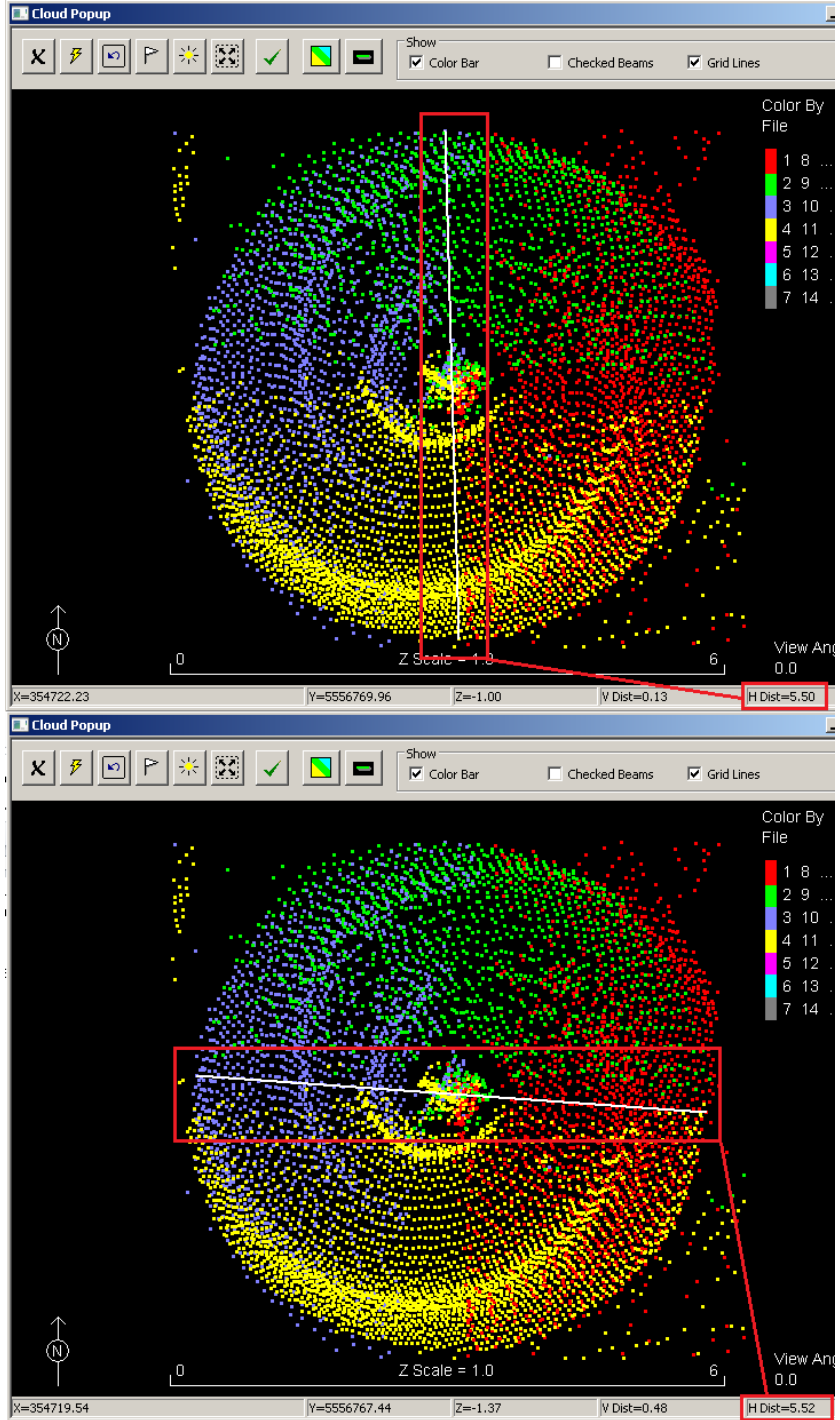 Cloud Popup
Show
Color Bar
Checked Beams
Grid Lines
Color By
File
1 8 ...
2 9 ...
3 10 .
4 11 .
5 12 .
6 13 .
7 14 .
N
0
Z Scale = 1.0
6
View Ang
0.0
X=354722.23
Y=5556769.96
Z=-1.00
V Dist=0.13
H Dist=5.50
Cloud Popup
Show
Color Bar
Checked Beams
Grid Lines
Color By
File
1 8 ...
2 9 ...
3 10 .
4 11 .
5 12 .
6 13 .
7 14 .
N
0
Z Scale = 1.0
6
View Ang
0.0
X=354719.54
Y=5556767.44
Z=-1.37
V Dist=0.48
H Dist=5.52